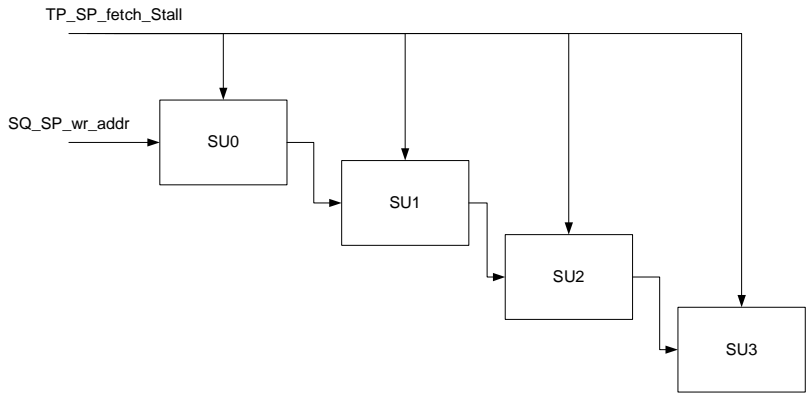 TP_SP_fetch_Stall
SQ_SP_wr_addr
SU0
SU1
SU2
SU3